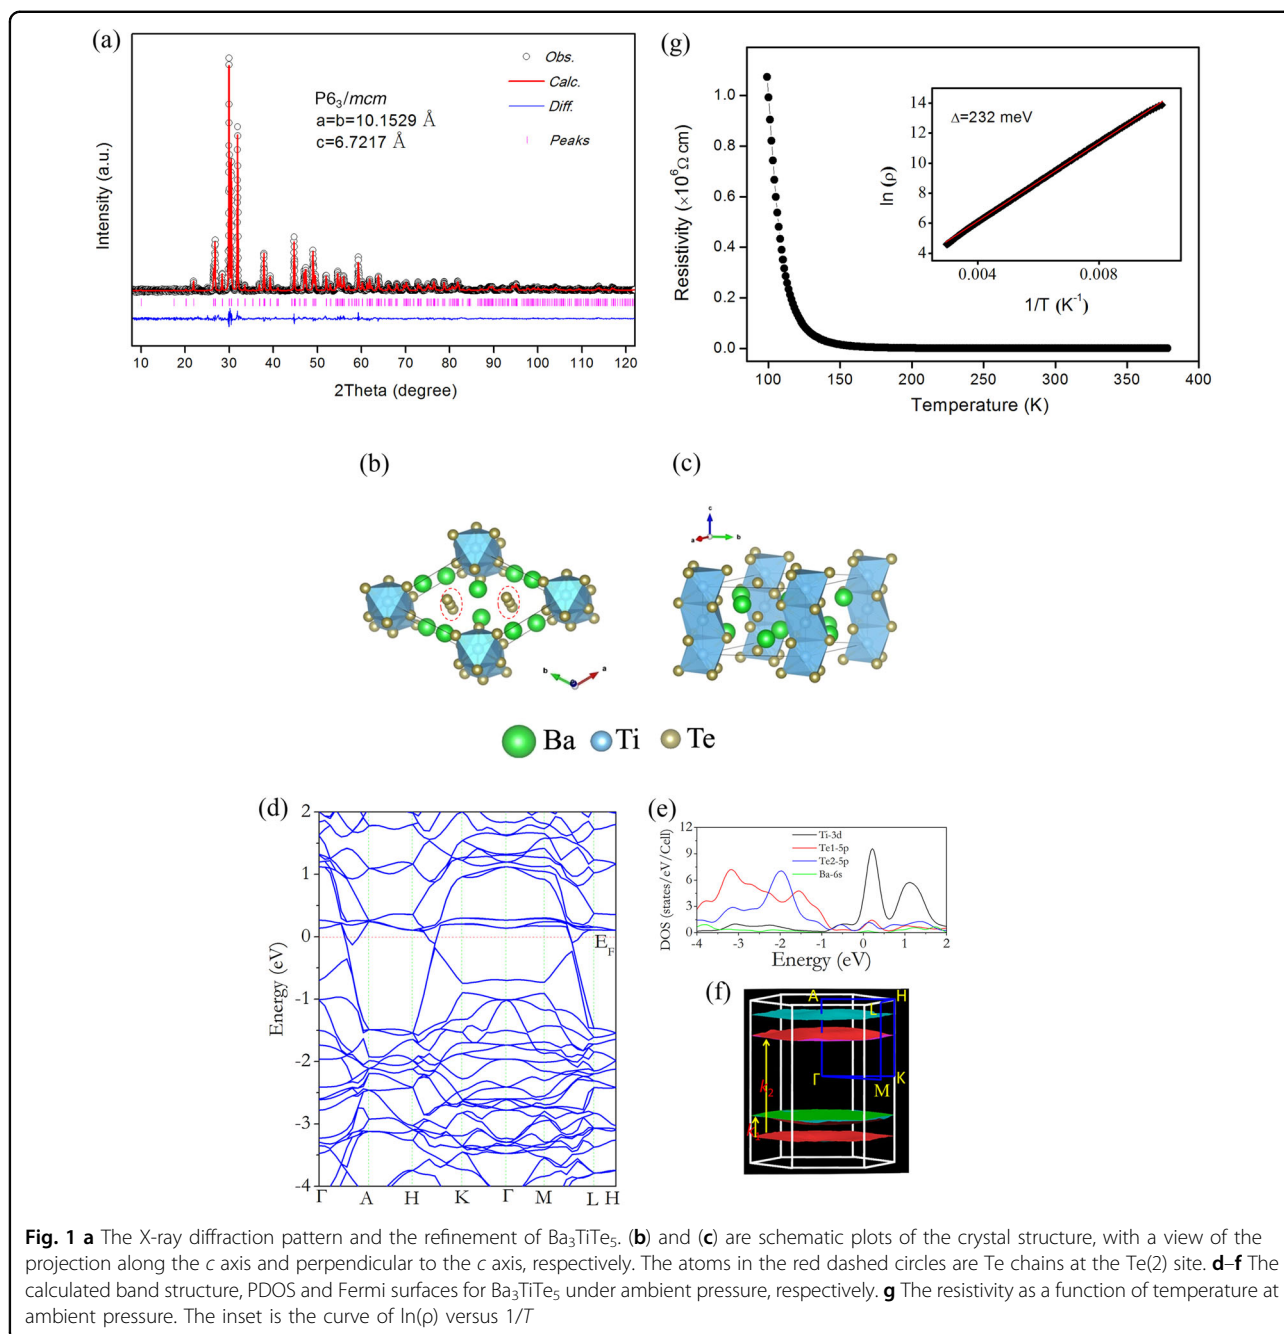 (a)
Obs.
Calc.
Diff.
Peaks
P6₃/mcm
a=b=10.1529 Å
c=6.7217 Å
Intensity (a.u.)
10 20 30 40 50 60 70 80 90 100 110 120
2Theta (degree)
(g)
Resistivity (×10⁶Ω cm)
1.0
0.8
0.6
0.4
0.2
0.0
100 150 200 250 300 350 400
Temperature (K)
Δ=232 meV
ln (ρ)
14
12
10
8
6
4
0.004 0.008
1/T (K⁻¹)
(b)
b a
(c)
c
a b
Ba Ti Te
(d)
Energy (eV)
2
1
0
-1
-2
-3
-4
E_F
Γ A H K Γ M L H
(e)
DOS (states/eV/Cell)
12
9
6
3
0
Ti-3d
Te1-5p
Te2-5p
Ba-6s
-4 -3 -2 -1 0 1 2
Energy (eV)
(f)
A H
L
Γ K
M
k₂
Fig. 1 a The X-ray diffraction pattern and the refinement of Ba₃TiTe₅. (b) and (c) are schematic plots of the crystal structure, with a view of the
projection along the c axis and perpendicular to the c axis, respectively. The atoms in the red dashed circles are Te chains at the Te(2) site. d–f The
calculated band structure, PDOS and Fermi surfaces for Ba₃TiTe₅ under ambient pressure, respectively. g The resistivity as a function of temperature at
ambient pressure. The inset is the curve of ln(ρ) versus 1/T